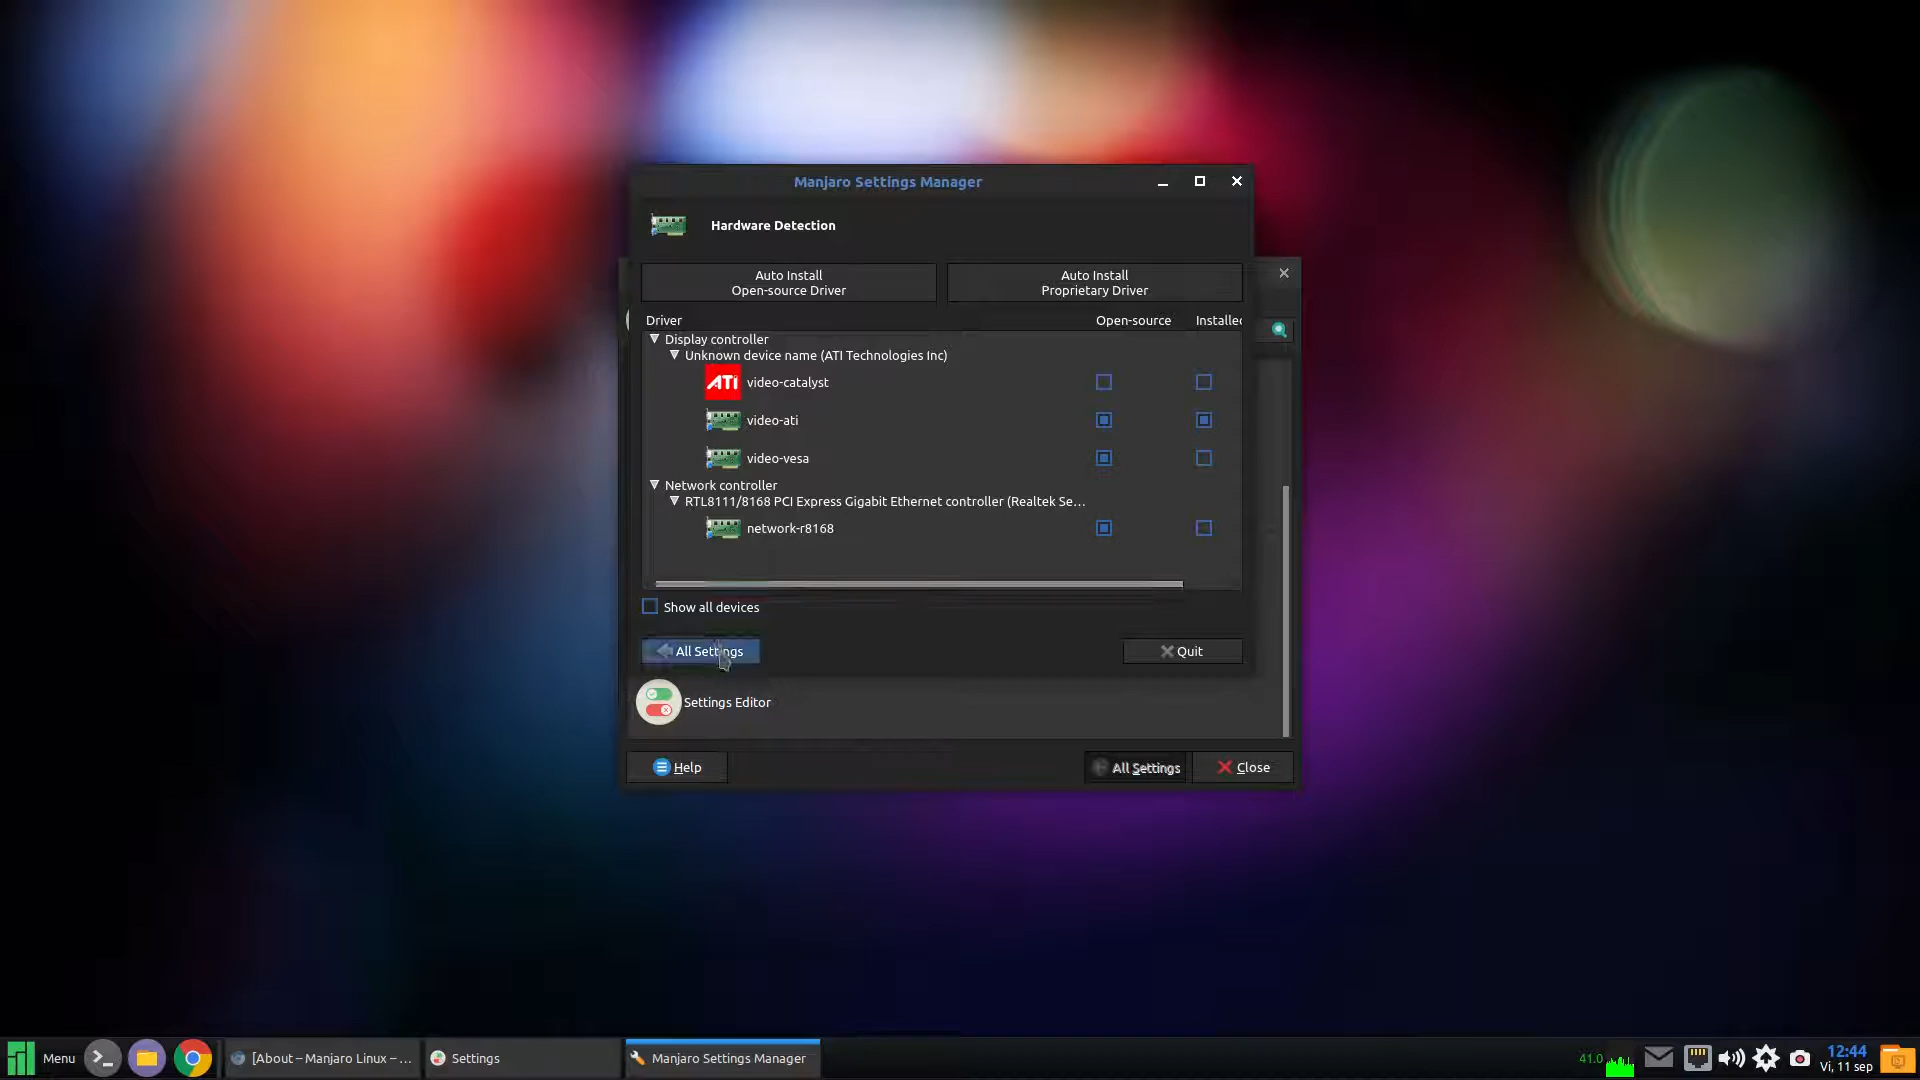 Manjaro Settings Manager
Hardware Detection
Auto Install
Open-source Driver
Auto Install
Proprietary Driver
Driver
Open-source
Installed
Display controller
Unknown device name (ATI Technologies Inc)
ATI
video-catalyst
video-ati
video-vesa
Network controller
RTL8111/8168 PCI Express Gigabit Ethernet controller (Realtek Se...
network-r8168
Show all devices
All Settings
Quit
Settings Editor
Help
All Settings
Close
Menu
[About – Manjaro Linux – ...
Settings
Manjaro Settings Manager
41.0
12:44
Vi, 11 sep